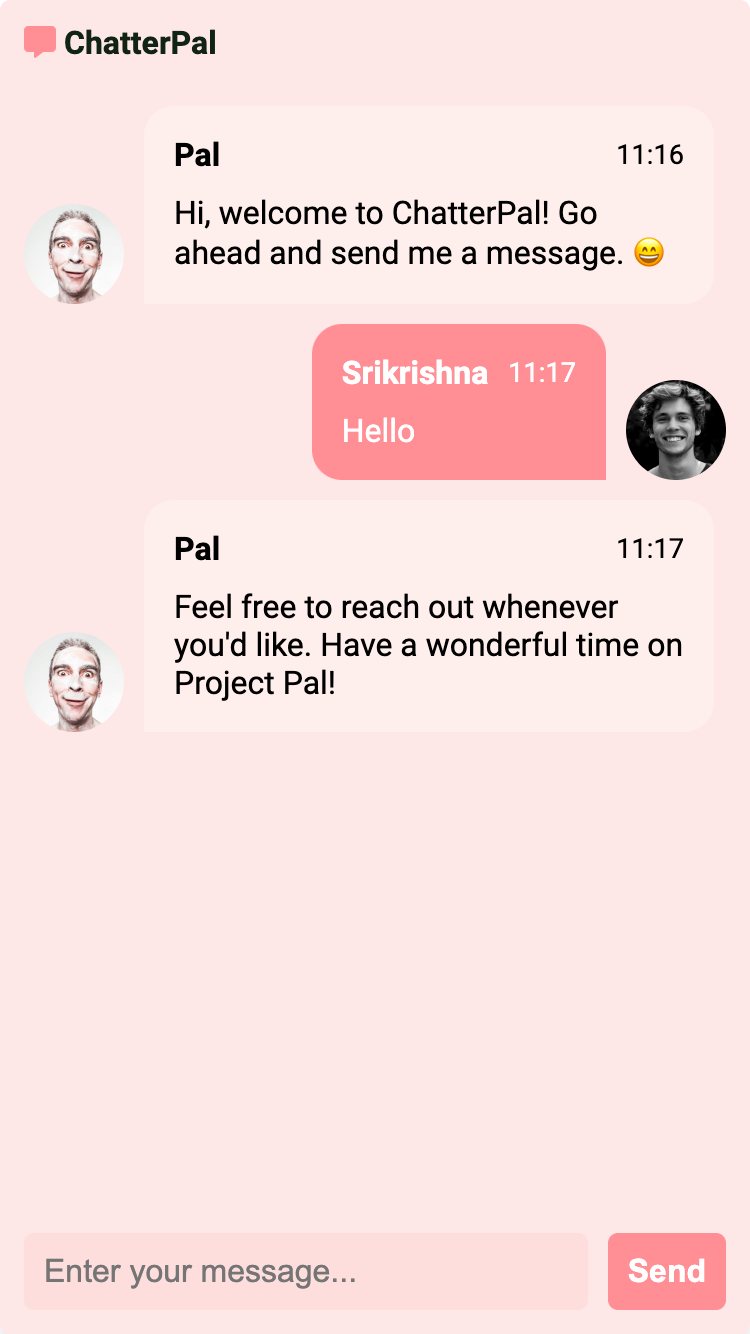 ChatterPal
Pal 11:16
Hi, welcome to ChatterPal! Go
ahead and send me a message. 😄
Srikrishna 11:17
Hello
Pal 11:17
Feel free to reach out whenever
you'd like. Have a wonderful time on
Project Pal!
Enter your message... Send